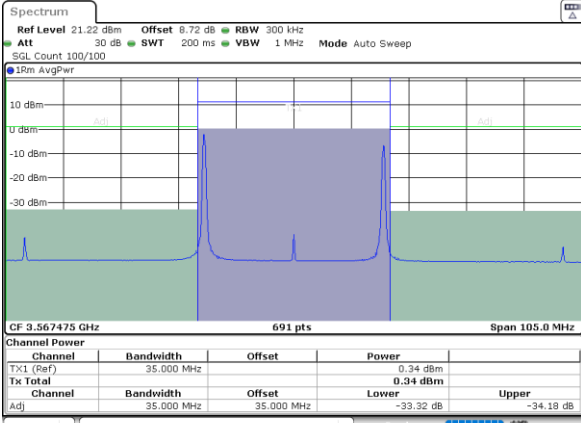 Spectrum
Ref Level 21.22 dBm Offset 8.72 dB RBW 300 kHz
Att 30 dB SWT 200 ms VBW 1 MHz Mode Auto Sweep
SGL Count 100/100
1Rm AvgPwr
10 dBm
Adj Adj
0 dBm
-10 dBm
-20 dBm
-30 dBm
CF 3.567475 GHz 691 pts Span 105.0 MHz
Channel Power
Channel Bandwidth Offset Power
TX1 (Ref) 35.000 MHz 0.34 dBm
Tx Total 0.34 dBm
Channel Bandwidth Offset Lower Upper
Adj 35.000 MHz 35.000 MHz -33.32 dB -34.18 dB